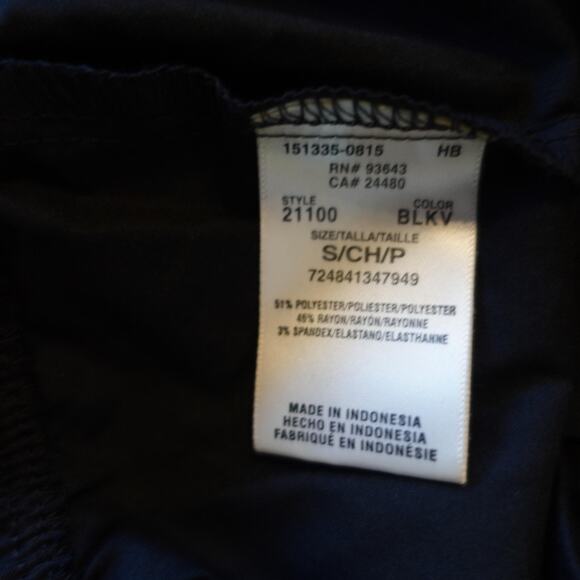 151335-0815 HB
RN# 93643
CA# 24480
STYLE COLOR
21100 BLKV
SIZE/TALLA/TAILLE
S/CH/P
724841347949
51% POLYESTER/POLIESTER/POLYESTER
46% RAYON/RAYON/RAYONNE
3% SPANDEX/ELASTANO/ELASTHANNE
MADE IN INDONESIA
HECHO EN INDONESIA
FABRIQUÉ EN INDONÉSIE